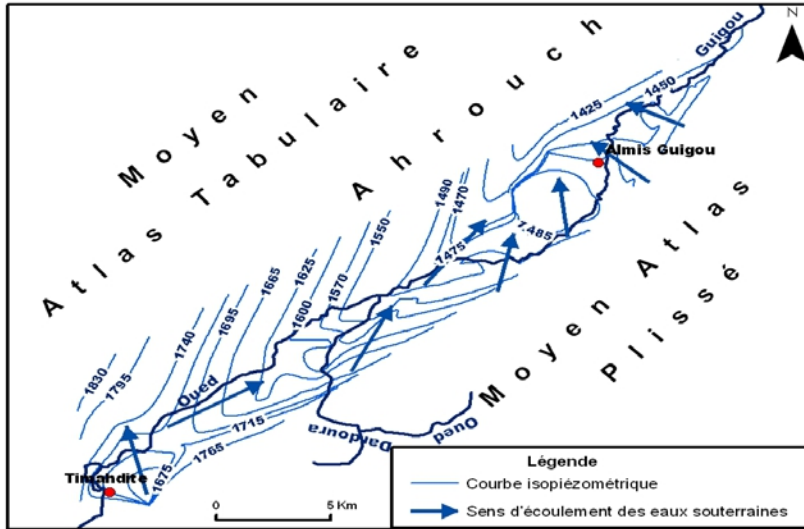 N
Guigou
Moyen
Atlas Tabulaire
Ahrouch
1425
1450
Almis Guigou
1490
1470
1550
1485
1475
1625
1570
1665
1600
1695
1740
1830
1795
Oued
Moyen Atlas
Plissé
1715
1765
Oued
Dardoura
Timahdite
1675
0 5 Km
Légende
Courbe isopiézométrique
Sens d'écoulement des eaux souterraines